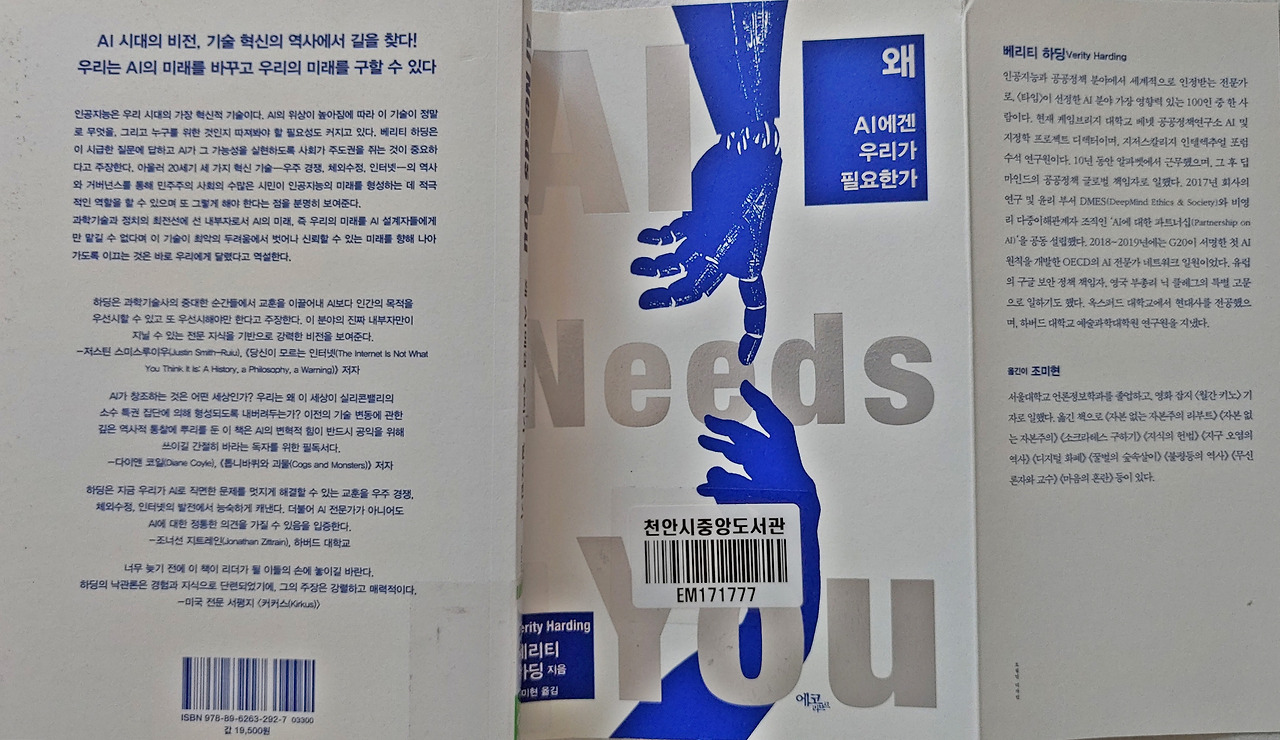 AI 시대의 비전, 기술 혁신의 역사에서 길을 찾다!
우리는 AI의 미래를 바꾸고 우리의 미래를 구할 수 있다
인공지능은 우리 시대의 가장 혁신적 기술이다. AI의 위상이 높아짐에 따라 이 기술이 정말
로 무엇을, 그리고 누구를 위한 것인지 따져봐야 할 필요성도 커지고 있다. 베리티 하딩은
이 시급한 질문에 답하고 AI가 그 가능성을 실현하도록 사회가 주도권을 쥐는 것이 중요하
다고 주장한다. 아울러 20세기 세 가지 혁신 기술—우주 경쟁, 체외수정, 인터넷—의 역사
와 거버넌스를 통해 민주주의 사회의 수많은 시민이 인공지능의 미래를 형성하는 데 적극
적인 역할을 할 수 있으며 또 그렇게 해야 한다는 점을 분명히 보여준다.
과학기술과 정치의 최전선에 선 내부자로서 AI의 미래, 즉 우리의 미래를 AI 설계자들에게
만 맡길 수 없다며 이 기술이 최악의 두려움에서 벗어나 신뢰할 수 있는 미래를 향해 나아
가도록 이끄는 것은 바로 우리에게 달렸다고 역설한다.
하딩은 과학기술사의 중대한 순간들에서 교훈을 이끌어내 AI보다 인간의 목적을
우선시할 수 있고 또 우선시해야만 한다고 주장한다. 이 분야의 진짜 내부자만이
지닐 수 있는 전문 지식을 기반으로 강력한 비전을 보여준다.
—저스틴 스미스루이우(Justin Smith-Ruiu), 《당신이 모르는 인터넷(The Internet Is Not What
You Think It Is: A History, a Philosophy, a Warning)》 저자
AI가 창조하는 것은 어떤 세상인가? 우리는 왜 이 세상이 실리콘밸리의
소수 특권 집단에 의해 형성되도록 내버려두는가? 이전의 기술 변동에 관한
깊은 역사적 통찰에 뿌리를 둔 이 책은 AI의 변혁적 힘이 반드시 공익을 위해
쓰이길 간절히 바라는 독자를 위한 필독서다.
—다이앤 코일(Diane Coyle), 《톱니바퀴와 괴물(Cogs and Monsters)》 저자
하딩은 지금 우리가 AI로 직면한 문제를 멋지게 해결할 수 있는 교훈을 우주 경쟁,
체외수정, 인터넷의 발전에서 능숙하게 캐낸다. 더불어 AI 전문가가 아니어도
AI에 대한 정통한 의견을 가질 수 있음을 입증한다.
—조너선 지트레인(Jonathan Zittrain), 하버드 대학교
너무 늦기 전에 이 책이 리더가 될 이들의 손에 놓이길 바란다.
하딩의 낙관론은 경험과 지식으로 단련되었기에, 그의 주장은 강렬하고 매력적이다.
—미국 전문 서평지 〈커커스(Kirkus)〉
ISBN 978-89-6263-292-7 03300
값 19,500원
AI Needs You
AI
Needs
You
왜
AI에겐
우리가
필요한가
천안시중앙도서관
EM171777
erity Harding
베리티
하딩 지음
조미현 옮김
에코
리브르
베리티 하딩Verity Harding
인공지능과 공공정책 분야에서 세계적으로 인정받는 전문가
로, 〈타임〉이 선정한 AI 분야 가장 영향력 있는 100인 중 한 사
람이다. 현재 케임브리지 대학교 베넷 공공정책연구소 AI 및
지정학 프로젝트 디렉터이며, 지저스칼리지 인텔렉추얼 포럼
수석 연구원이다. 10년 동안 알파벳에서 근무했으며, 그 후 딥
마인드의 공공정책 글로벌 책임자로 일했다. 2017년 회사의
연구 및 윤리 부서 DMES(DeepMind Ethics & Society)와 비영
리 다중이해관계자 조직인 ‘AI에 대한 파트너십(Partnership on
AI)’을 공동 설립했다. 2018~2019년에는 G20이 서명한 첫 AI
원칙을 개발한 OECD의 AI 전문가 네트워크 일원이었다. 유럽
의 구글 보안 정책 책임자, 영국 부총리 닉 클레그의 특별 고문
으로 일하기도 했다. 옥스퍼드 대학교에서 현대사를 전공했으
며, 하버드 대학교 예술과학대학원 연구원을 지냈다.
옮긴이 조미현
서울대학교 언론정보학과를 졸업하고, 영화 잡지 《월간 키노》 기
자로 일했다. 옮긴 책으로 《자본 없는 자본주의 리부트》 《자본 없
는 자본주의》 《소크라테스 구하기》 《지식의 헌법》 《지구 오염의
역사》 《디지털 화폐》 《꿀벌의 숲속살이》 《불평등의 역사》 《무신
론자와 교수》 《마음의 혼란》 등이 있다.